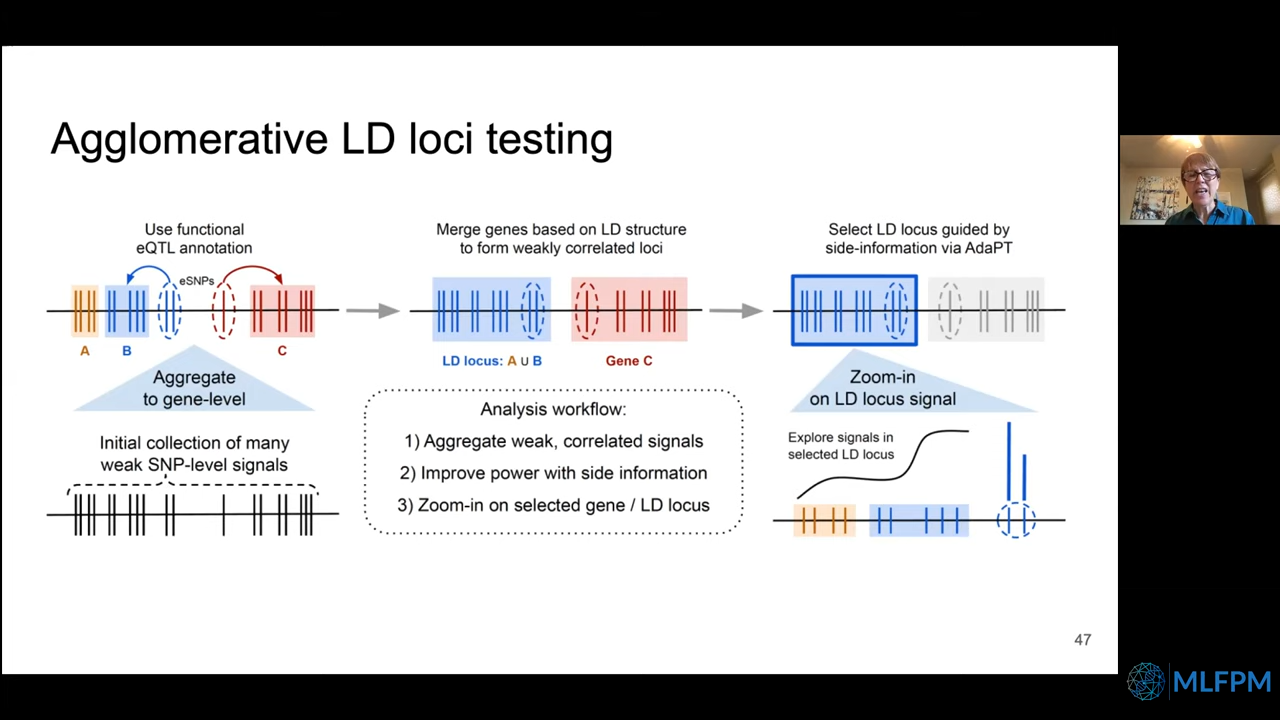 Agglomerative LD loci testing
Use functional
eQTL annotation
eSNPs
A
B
C
Aggregate
to gene-level
Initial collection of many
weak SNP-level signals
Merge genes based on LD structure
to form weakly correlated loci
LD locus: A ∪ B
Gene C
Analysis workflow:
1) Aggregate weak, correlated signals
2) Improve power with side information
3) Zoom-in on selected gene / LD locus
Select LD locus guided by
side-information via AdaPT
Zoom-in
on LD locus signal
Explore signals in
selected LD locus
47
MLFPM